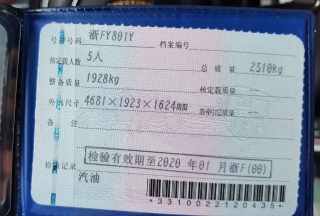 号牌号码 浙FY801Y 档案编号
核定载人数 5人 总质量 2510kg
整备质量 1928kg 核定载质量 —
外廓尺寸 4681×1923×1624mm 准牵引总质量 —
备注
检验记录 检验有效期至2020年01月浙F(00)
汽油
*3310022120435*